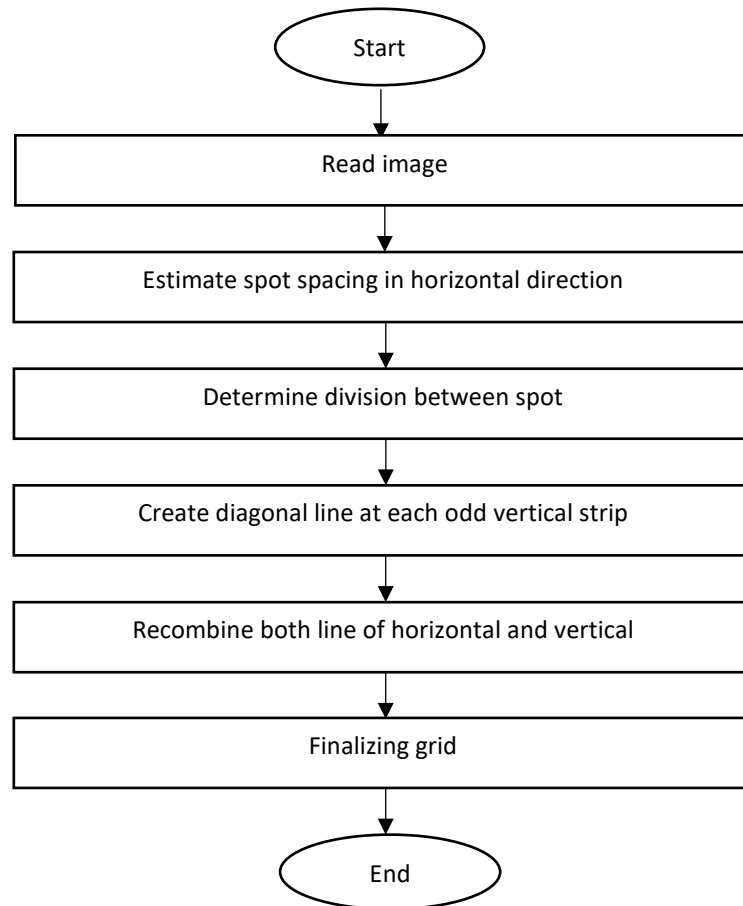 Start
Read image
Estimate spot spacing in horizontal direction
Determine division between spot
Create diagonal line at each odd vertical strip
Recombine both line of horizontal and vertical
Finalizing grid
End